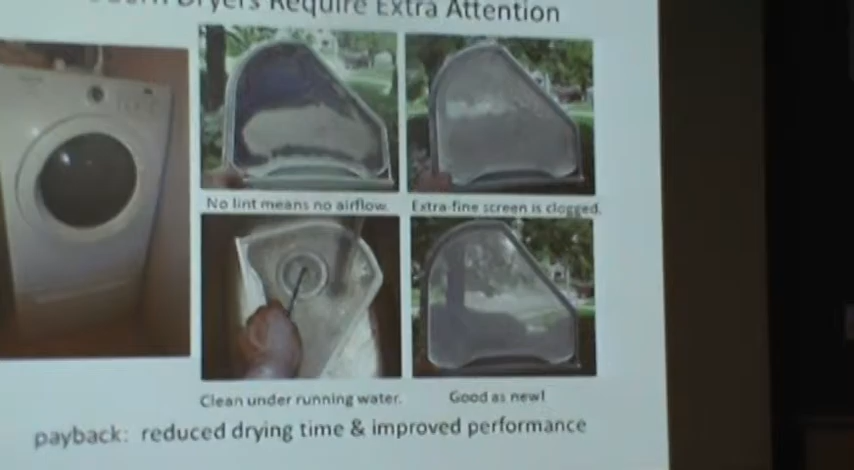 Dryers Require Extra Attention
No lint means no airflow.
Extra-fine screen is clogged.
Clean under running water.
Good as new!
payback: reduced drying time & improved performance